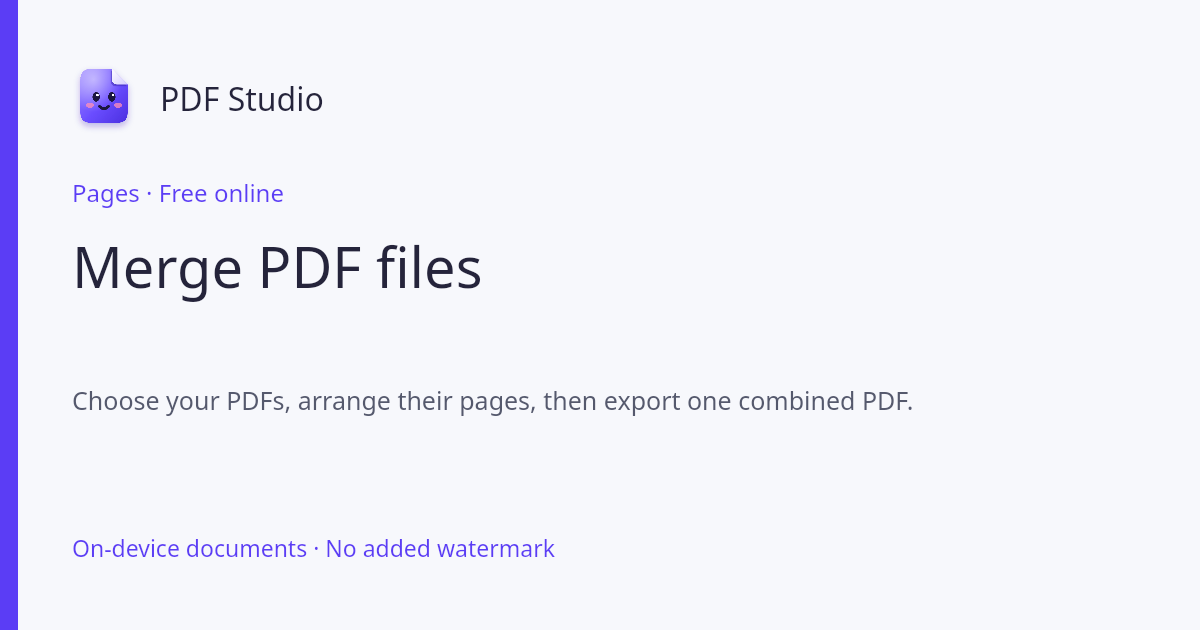 PDF Studio
Pages · Free online
Merge PDF files
Choose your PDFs, arrange their pages, then export one combined PDF.
On-device documents · No added watermark